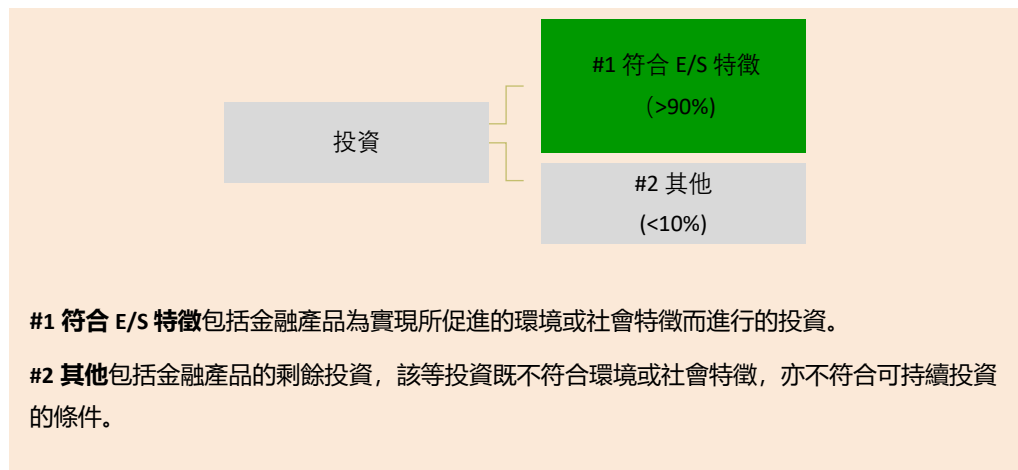 #1 符合 E/S 特徵
（>90%)
投資
#2 其他
(<10%)
#1 符合 E/S 特徵包括金融產品為實現所促進的環境或社會特徵而進行的投資。
#2 其他包括金融產品的剩餘投資，該等投資既不符合環境或社會特徵，亦不符合可持續投資
的條件。